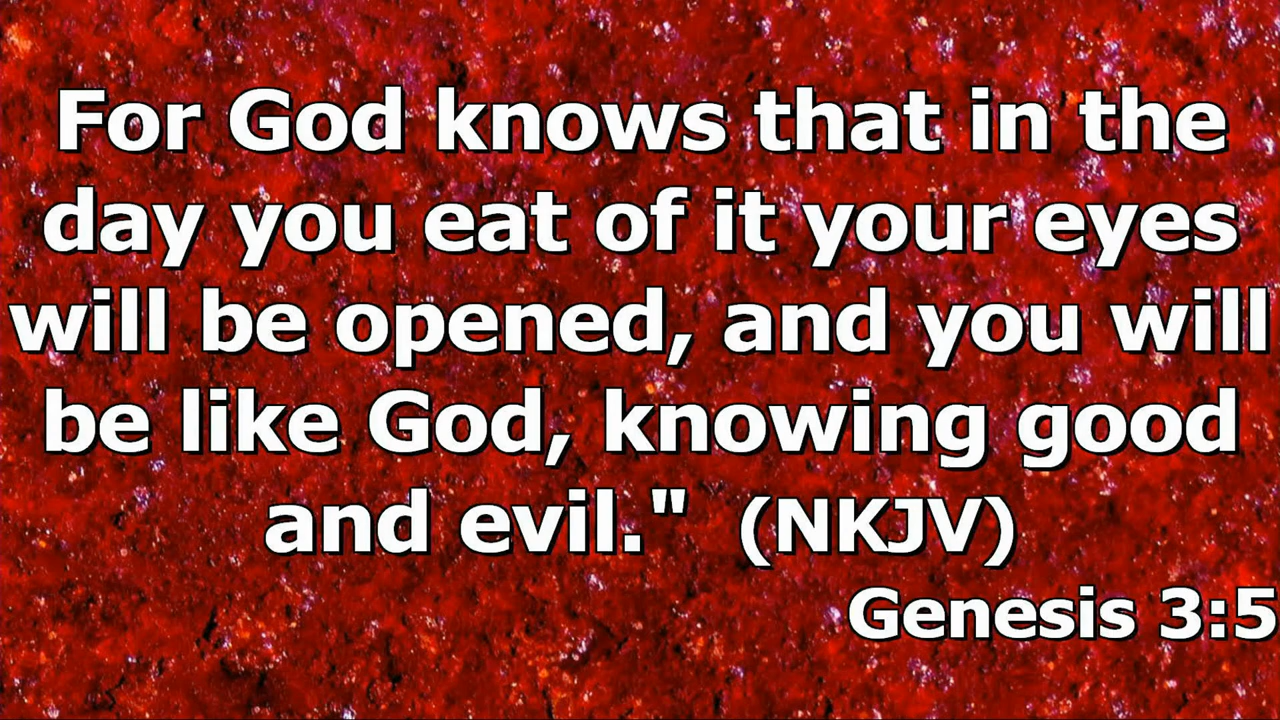 For God knows that in the
day you eat of it your eyes
will be opened, and you will
be like God, knowing good
and evil." (NKJV)
Genesis 3:5